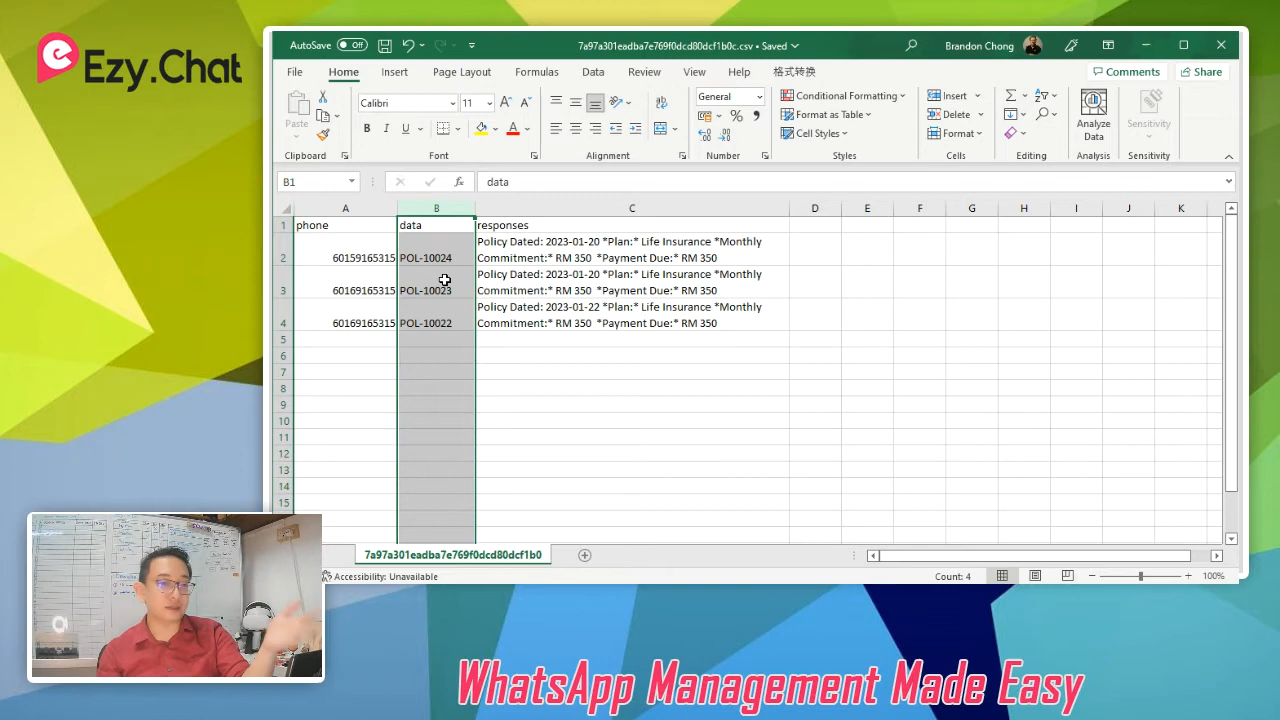 Ezy.Chat
AutoSave Off
7a97a301eadba7e769f0dcd80dcf1b0c.csv • Saved
Brandon Chong
File Home Insert Page Layout Formulas Data Review View Help 格式转换
Comments Share
Paste
Clipboard
Calibri 11
B I U
Font
Alignment
General
Number
Conditional Formatting
Format as Table
Cell Styles
Styles
Insert
Delete
Format
Cells
Editing
Analyze Data
Analysis
Sensitivity
Sensitivity
B1
data
A B C D E F G H I J K
1 phone data responses
2 60159165315 POL-10024 Policy Dated: 2023-01-20 *Plan:* Life Insurance *Monthly
Commitment:* RM 350 *Payment Due:* RM 350
3 60169165315 POL-10023 Policy Dated: 2023-01-20 *Plan:* Life Insurance *Monthly
Commitment:* RM 350 *Payment Due:* RM 350
4 60169165315 POL-10022 Policy Dated: 2023-01-22 *Plan:* Life Insurance *Monthly
Commitment:* RM 350 *Payment Due:* RM 350
5
6
7
8
9
10
11
12
13
14
15
7a97a301eadba7e769f0dcd80dcf1b0
Accessibility: Unavailable
Count: 4
100%
WhatsApp Management Made Easy